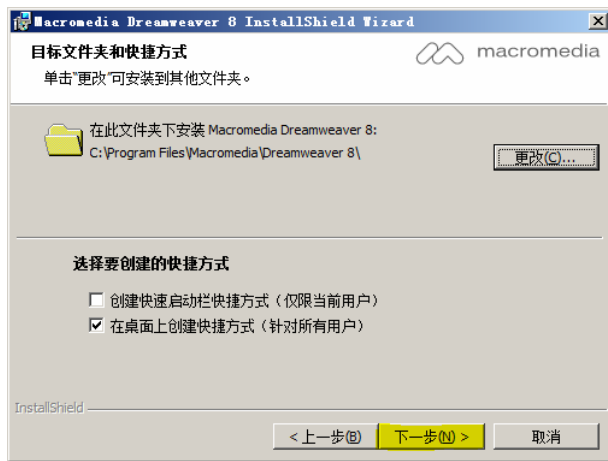 Macromedia Dreamweaver 8 InstallShield Wizard
目标文件夹和快捷方式
macromedia
单击“更改”可安装到其他文件夹。
在此文件夹下安装 Macromedia Dreamweaver 8:
C:\Program Files\Macromedia\Dreamweaver 8\
更改(C)...
选择要创建的快捷方式
创建快速启动栏快捷方式（仅限当前用户）
在桌面上创建快捷方式（针对所有用户）
InstallShield
<上一步(B) 下一步(N) > 取消